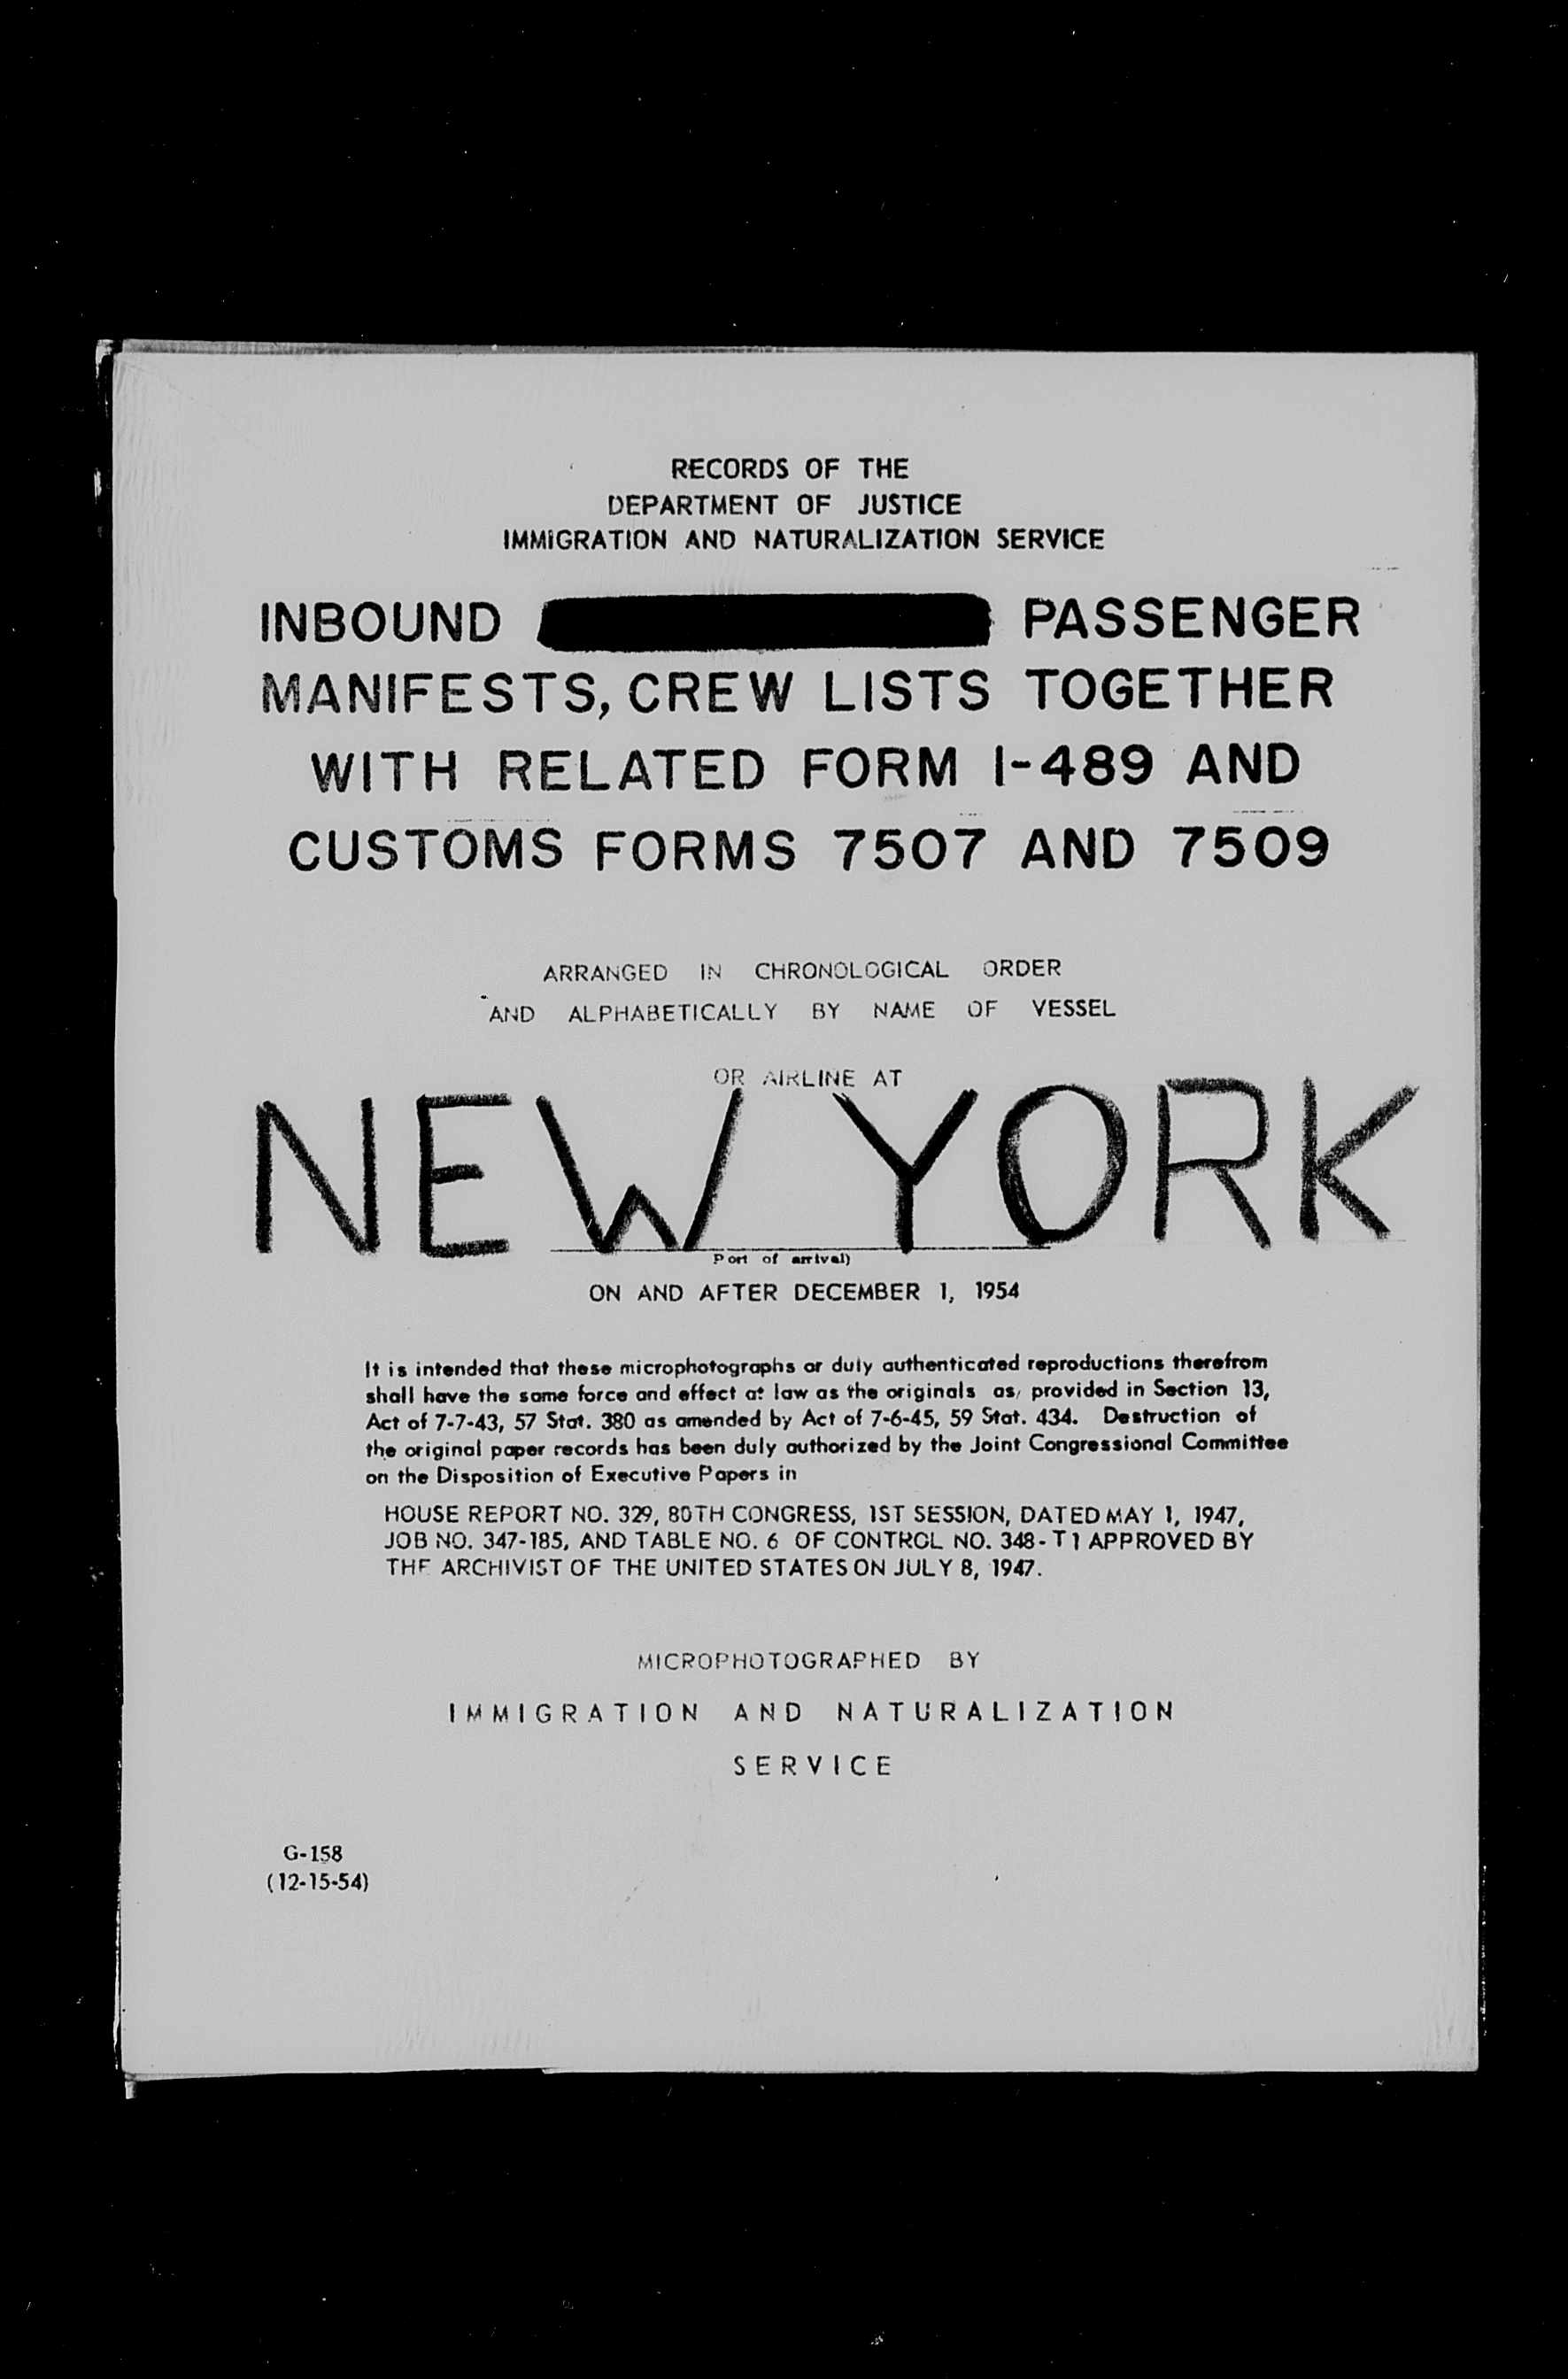 RECORDS OF THE
DEPARTMENT OF JUSTICE
IMMIGRATION AND NATURALIZATION SERVICE
INBOUND PASSENGER
MANIFESTS, CREW LISTS TOGETHER
WITH RELATED FORM I-489 AND
CUSTOMS FORMS 7507 AND 7509
ARRANGED IN CHRONOLOGICAL ORDER
AND ALPHABETICALLY BY NAME OF VESSEL
OR AIRLINE AT
NEW YORK
Port of arrival)
ON AND AFTER DECEMBER 1, 1954
It is intended that these microphotographs or duly authenticated reproductions therefrom
shall have the same force and effect at law as the originals as, provided in Section 13,
Act of 7-7-43, 57 Stat. 380 as amended by Act of 7-6-45, 59 Stat. 434. Destruction of
the original paper records has been duly authorized by the Joint Congressional Committee
on the Disposition of Executive Papers in
HOUSE REPORT NO. 329, 80TH CONGRESS, 1ST SESSION, DATED MAY 1, 1947,
JOB NO. 347-185, AND TABLE NO. 6 OF CONTROL NO. 348-T1 APPROVED BY
THE ARCHIVIST OF THE UNITED STATES ON JULY 8, 1947.
MICROPHOTOGRAPHED BY
IMMIGRATION AND NATURALIZATION
SERVICE
G-158
(12-15-54)